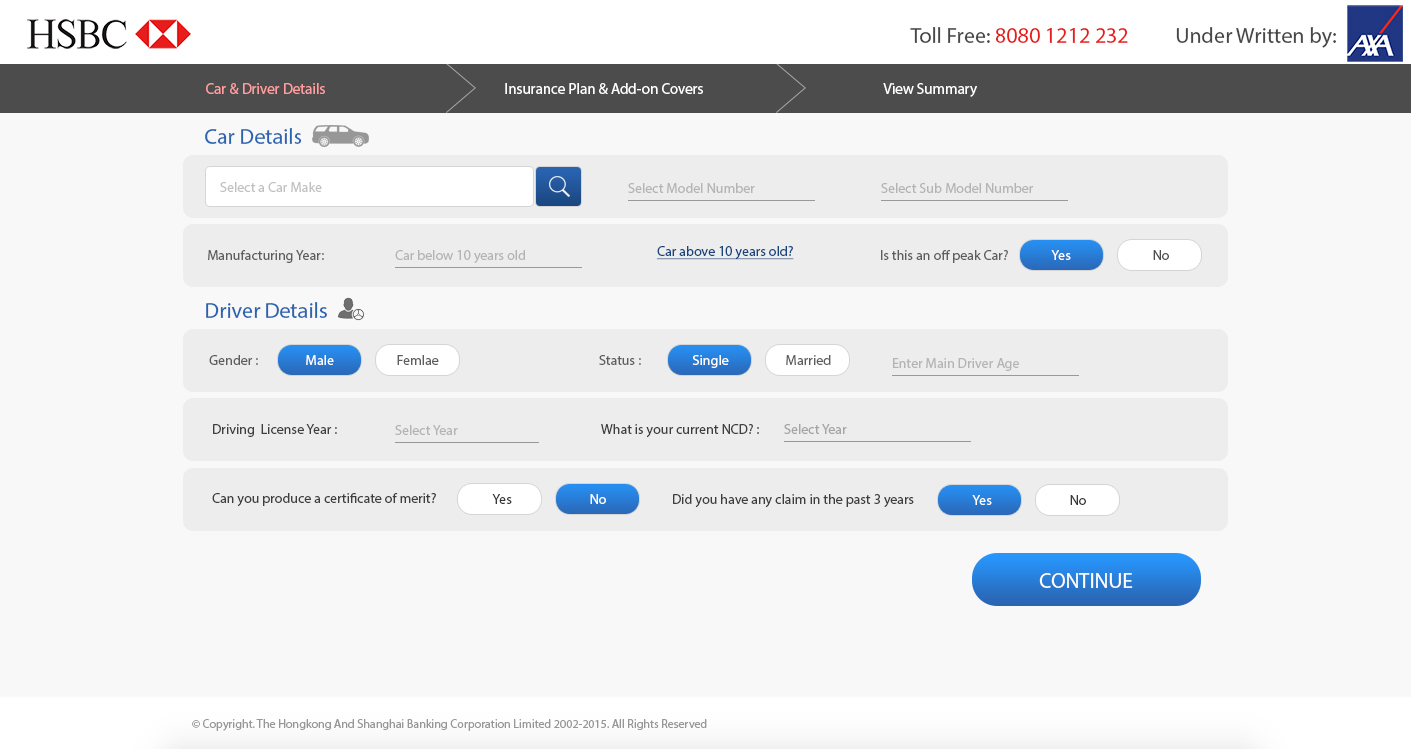 HSBC
Toll Free: 8080 1212 232
Under Written by:
AXA
Car & Driver Details
Insurance Plan & Add-on Covers
View Summary
Car Details
Select a Car Make
Select Model Number
Select Sub Model Number
Manufacturing Year:
Car below 10 years old
Car above 10 years old?
Is this an off peak Car?
Yes
No
Driver Details
Gender :
Male
Femlae
Status :
Single
Married
Enter Main Driver Age
Driving License Year :
Select Year
What is your current NCD? :
Select Year
Can you produce a certificate of merit?
Yes
No
Did you have any claim in the past 3 years
Yes
No
CONTINUE
© Copyright. The Hongkong And Shanghai Banking Corporation Limited 2002-2015. All Rights Reserved